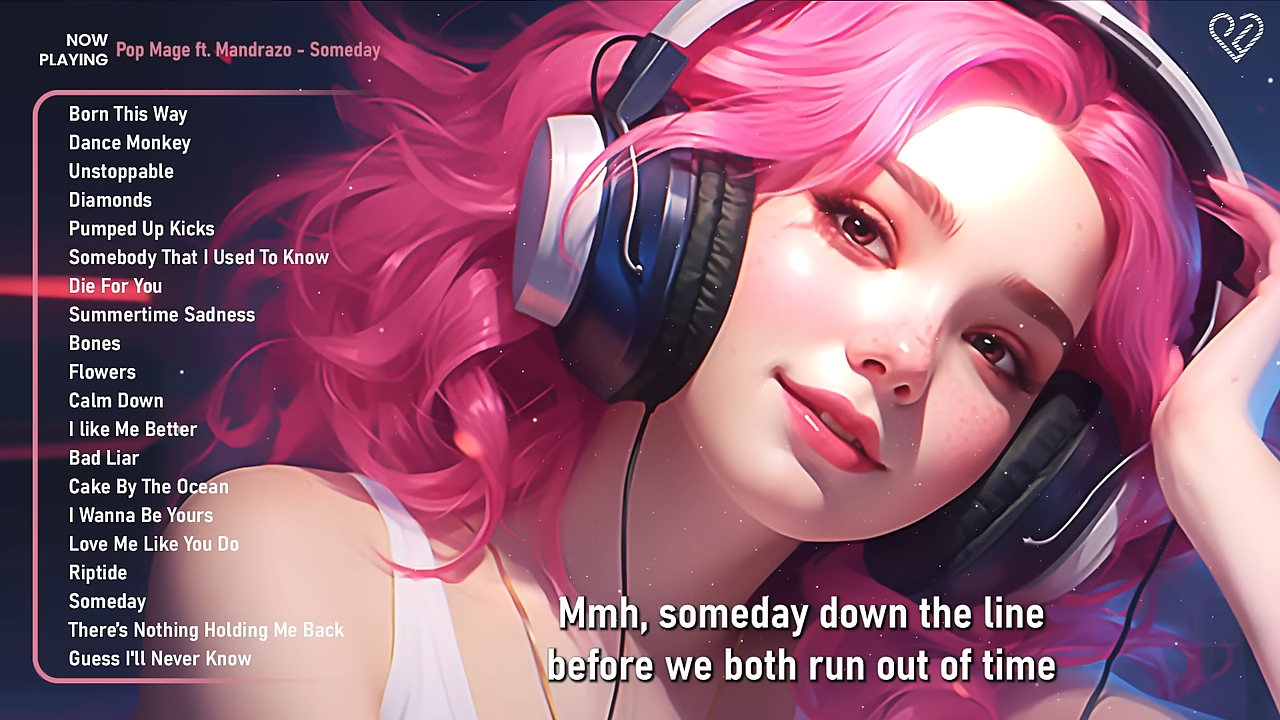 NOW
PLAYING
Pop Mage ft. Mandrazo - Someday
Born This Way
Dance Monkey
Unstoppable
Diamonds
Pumped Up Kicks
Somebody That I Used To Know
Die For You
Summertime Sadness
Bones
Flowers
Calm Down
I like Me Better
Bad Liar
Cake By The Ocean
I Wanna Be Yours
Love Me Like You Do
Riptide
Someday
There's Nothing Holding Me Back
Guess I'll Never Know
Mmh, someday down the line
before we both run out of time